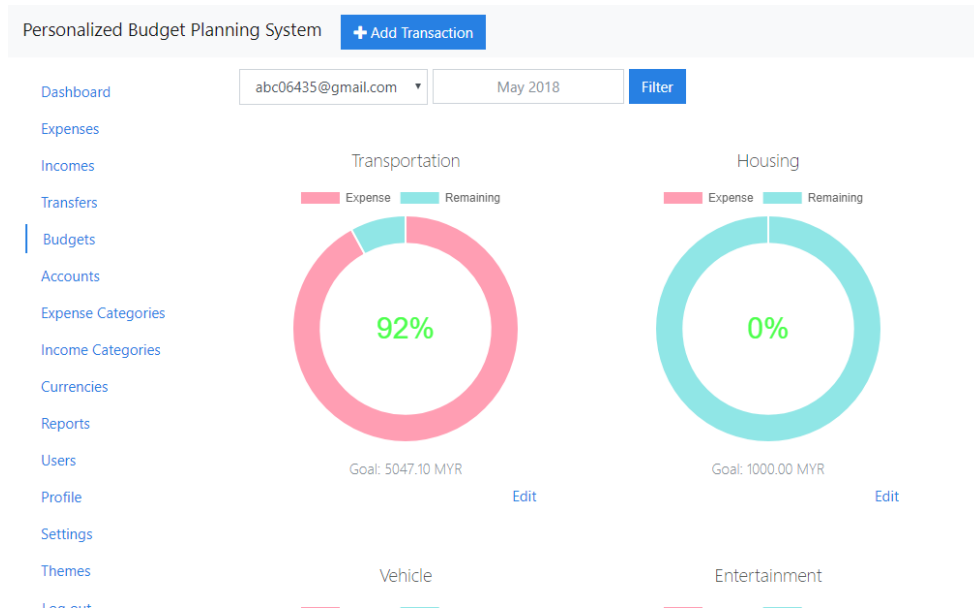 Personalized Budget Planning System
Add Transaction
abc06435@gmail.com
May 2018
Filter
Dashboard
Expenses
Incomes
Transfers
Budgets
Accounts
Expense Categories
Income Categories
Currencies
Reports
Users
Profile
Settings
Themes
Log out
Transportation
Expense Remaining
92%
Goal: 5047.10 MYR
Edit
Housing
Expense Remaining
0%
Goal: 1000.00 MYR
Edit
Vehicle
Entertainment